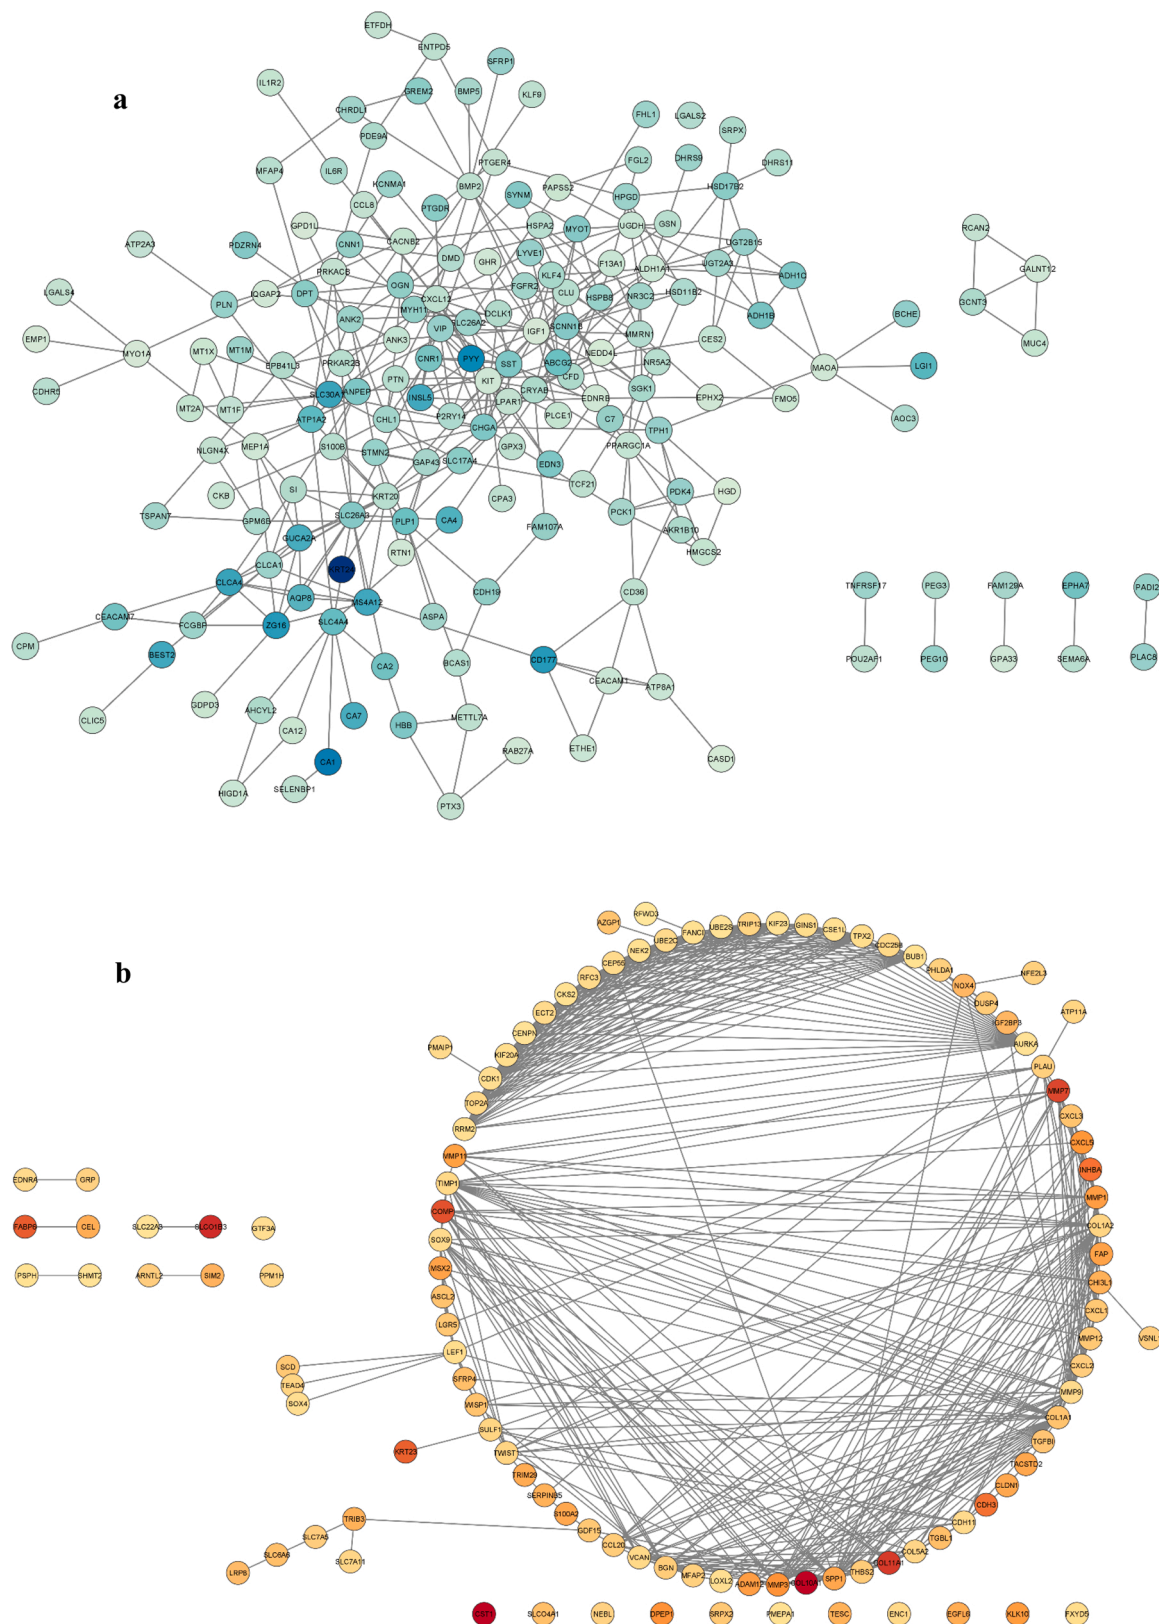 a
ETFDH
ENTPD5
SFRP1
IL1R2
GREM2
BMP5
KLF9
CHRDL1
FHL1
LGALS2
PDE9A
SRPX
PTGER4
MFAP4
IL6R
KCNMA1
BMP2
FGL2
DHRS9
DHRS11
PAPSS2
HSD17B2
SYNM
HPGD
CCL8
PTGDR
RCAN2
GPD1L
HSPA2
MYOT
UGDH
GSN
ATP2A3
PDZRN4
CNN1
CACNB2
UGT2B15
DMD
GHR
LYVE1
F13A1
UGT2A3
PRKACB
ALDH1A1
ADH1C
GALNT12
KLF4
OGN
FGFR2
CLU
NR3C2
HSD11B2
LGALS4
PLN
IQGAP2
DPT
CXCL12
HSPB8
GCNT3
MYH11
DCLK1
ADH1B
BCHE
EMP1
ANK2
VIP
SLC26A2
IGF1
SCNN1B
MMRN1
MUC4
MYO1A
MT1X
MT1M
ANK3
NEDD4L
CES2
EPB41L3
PRKAR2B
CNR1
PYY
SST
ABCG2
CFD
NR5A2
MAOA
LGI1
CDHR5
PTN
KIT
CRYAB
SGK1
MT2A
MT1F
ANPEP
INSL5
LPAR1
EDNRB
EPHX2
FMO5
ATP1A2
P2RY14
PLCE1
AOC3
CHL1
CHGA
C7
TPH1
NLGN4X
MEP1A
S100B
STMN2
GPX3
PPARGC1A
GAP43
SLC17A4
EDN3
CKB
SI
KRT20
CPA3
TCF21
PDK4
HGD
TSPAN7
GPM6B
SLC26A3
PLP1
CA4
PCK1
AKR1B10
GUCA2A
FAM107A
RTN1
HMGCS2
CLCA1
CLCA4
AQP8
MS4A12
CDH19
CD36
TNFRSF17
PEG3
FAM129A
EPHA7
PADI2
CEACAM7
ZG16
SLC4A4
ASPA
CPM
BEST2
CA2
BCAS1
CD177
POU2AF1
PEG10
GPA33
SEMA6A
PLAC8
CEACAM1
ATP8A1
GDPD3
AHCYL2
CA7
METTL7A
CLIC5
CA12
HBB
ETHE1
RAB27A
CASD1
CA1
HIGD1A
SELENBP1
PTX3
b
AZGP1
RFWD3
UBE2S
TRIP13
KIF23
GINS1
CSE1L
TPX2
FANCI
UBE2C
CDC25B
NEK2
BUB1
CEP55
PHLDA1
RFC3
NOX4
NFE2L3
CKS2
DUSP4
ECT2
IGF2BP3
ATP11A
CENPN
AURKA
PMAIP1
KIF20A
CDK1
PLAU
TOP2A
MMP7
RRM2
CXCL3
MMP11
CXCL5
EDNRA
GRP
TIMP1
INHBA
MMP1
COMP
FABP6
CEL
SLC22A3
SLCO1B3
GTF3A
COL1A2
SOX9
FAP
MSX2
PSPH
SHMT2
ARNTL2
SIM2
PPM1H
CHI3L1
ASCL2
CXCL1
LGR5
MMP12
VSNL1
LEF1
CXCL2
SCD
SFRP4
TEAD4
MMP9
SOX4
WISP1
COL1A1
SULF1
TGFBI
KRT23
TWIST1
TACSTD2
TRIM29
CLDN1
SERPINB5
CDH3
S100A2
TRIB3
GDF15
CDH11
SLC7A5
CCL20
ITGBL1
SLC6A6
SLC7A11
VCAN
COL5A2
LRP8
BGN
COL11A1
MFAP2
THBS2
LOXL2
ADAM12
MMP3
COL10A1
SPP1
CST1
SLCO4A1
NEBL
DPEP1
SRPX2
PMEPA1
TESC
ENC1
EGFL6
KLK10
FXYD5